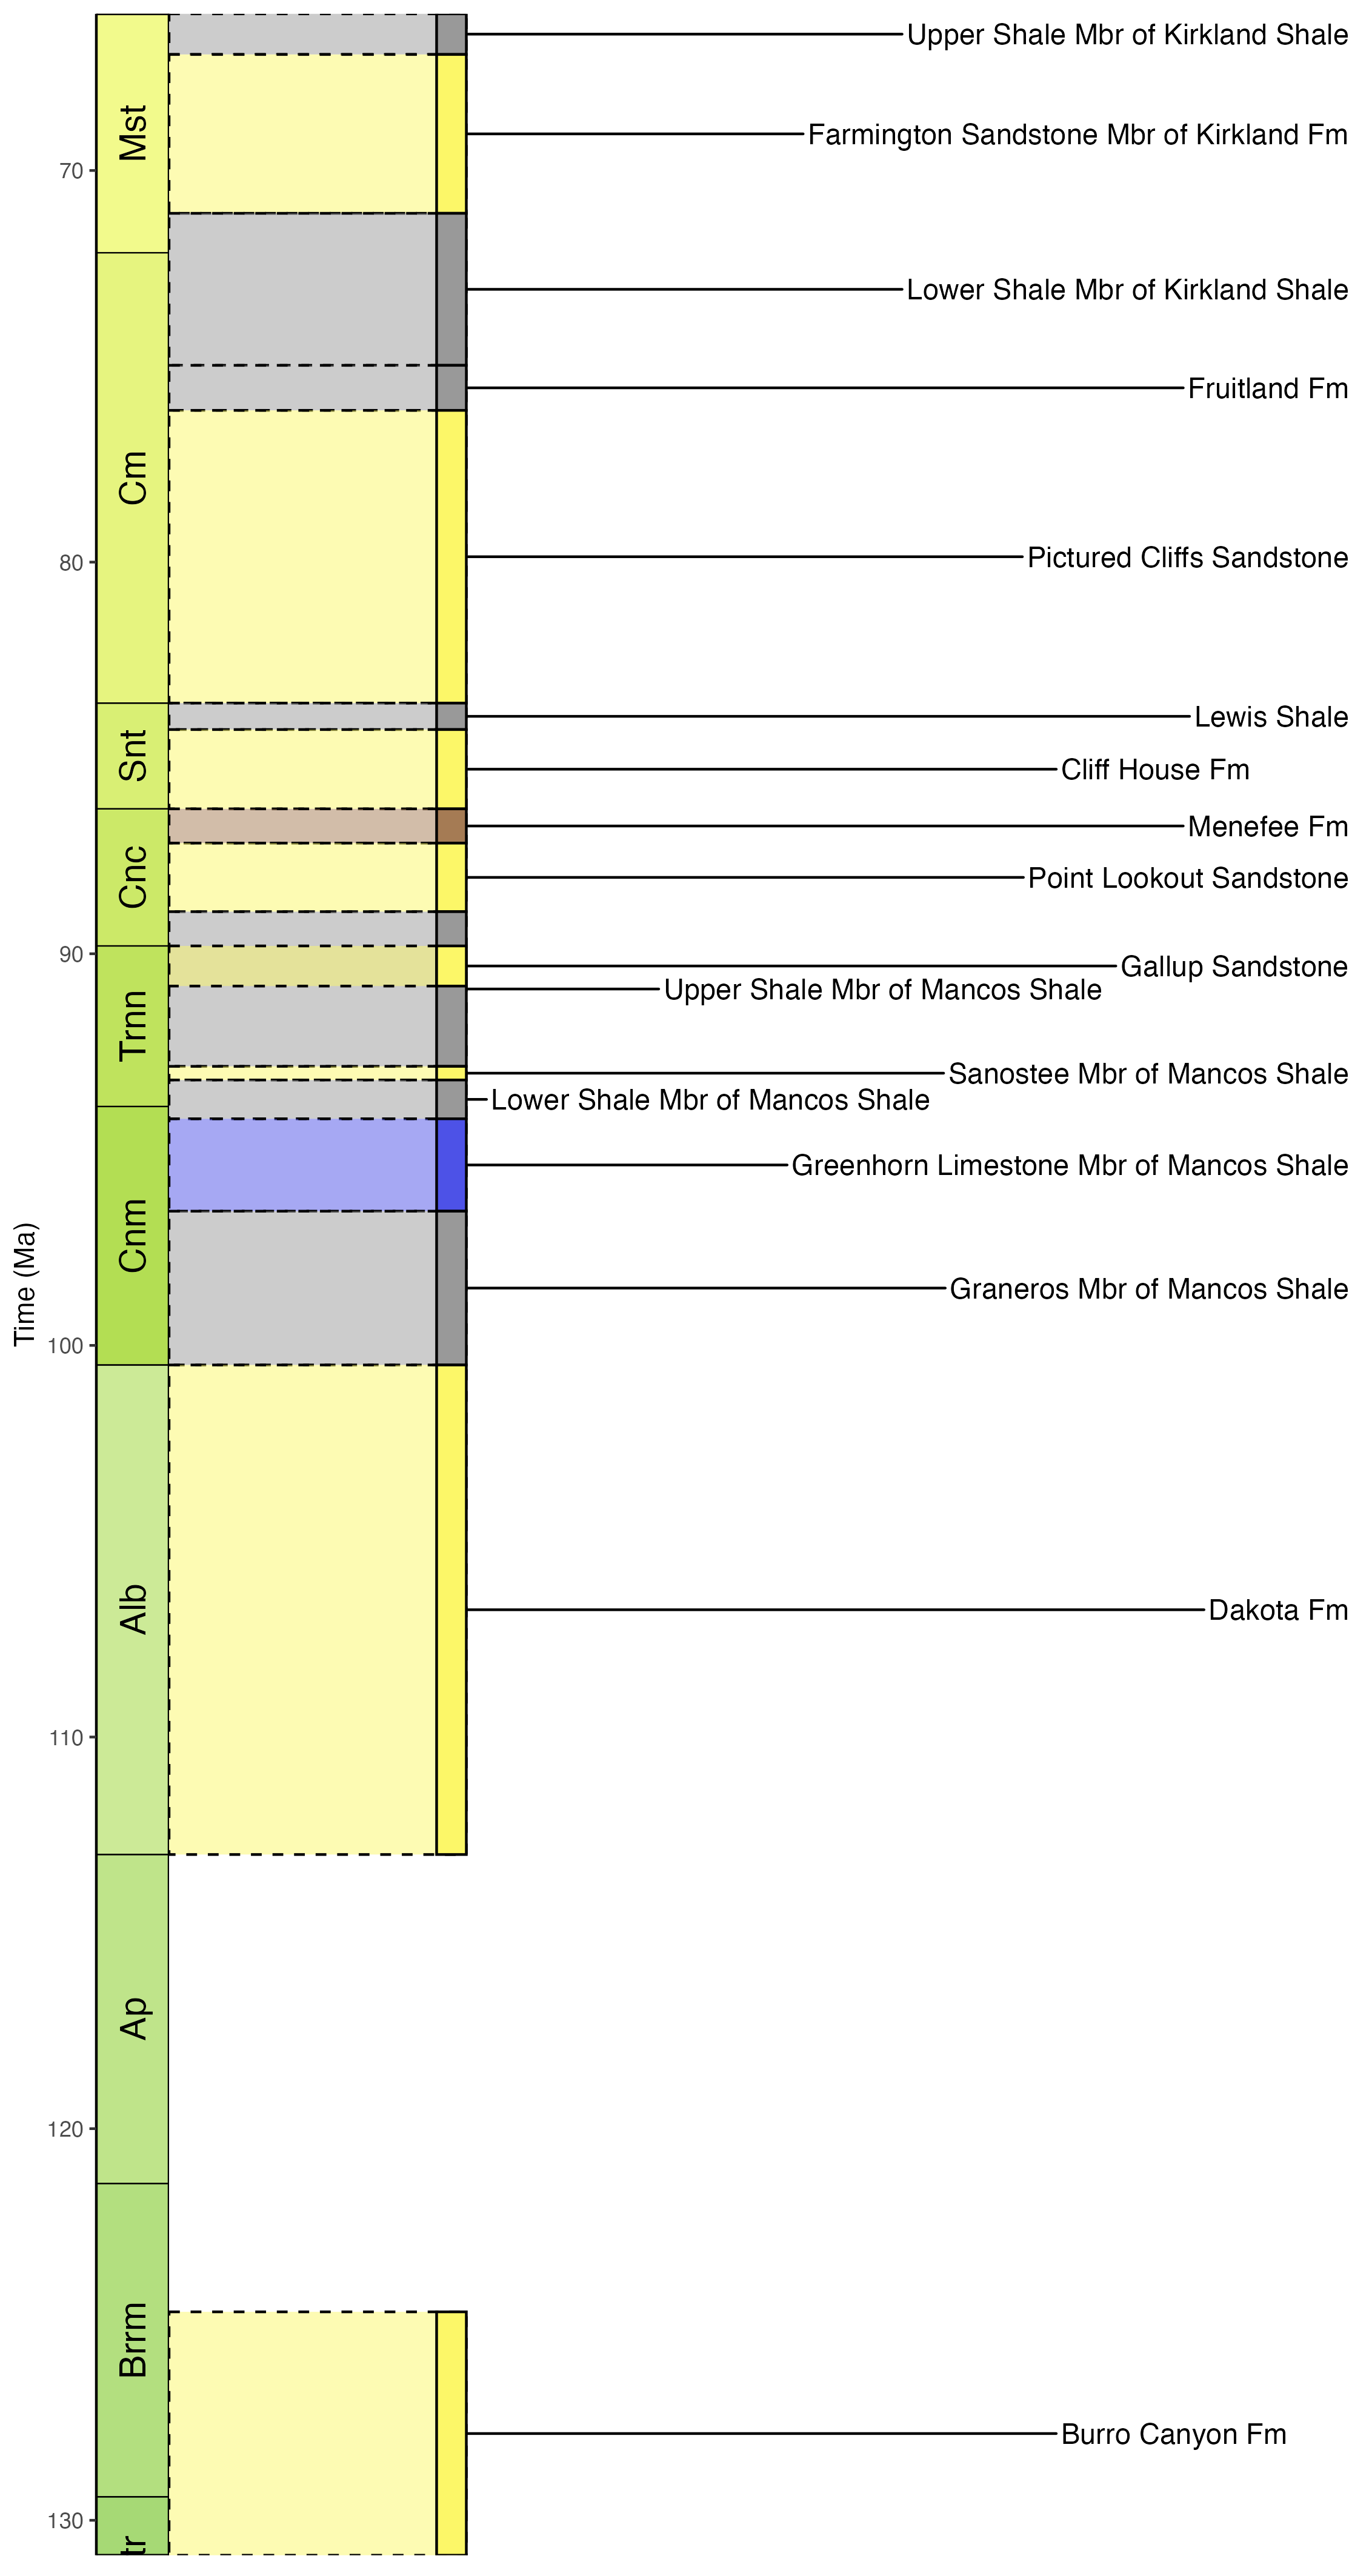 Upper Shale Mbr of Kirkland Shale
Mst
Farmington Sandstone Mbr of Kirkland Fm
70
Lower Shale Mbr of Kirkland Shale
Fruitland Fm
Cm
Pictured Cliffs Sandstone
80
Lewis Shale
Snt
Cliff House Fm
Menefee Fm
Cnc
Point Lookout Sandstone
90
Gallup Sandstone
Upper Shale Mbr of Mancos Shale
Trnn
Sanostee Mbr of Mancos Shale
Lower Shale Mbr of Mancos Shale
Greenhorn Limestone Mbr of Mancos Shale
Cnm
Time (Ma)
Graneros Mbr of Mancos Shale
100
Alb
Dakota Fm
110
Ap
120
Brrm
Burro Canyon Fm
130
tr